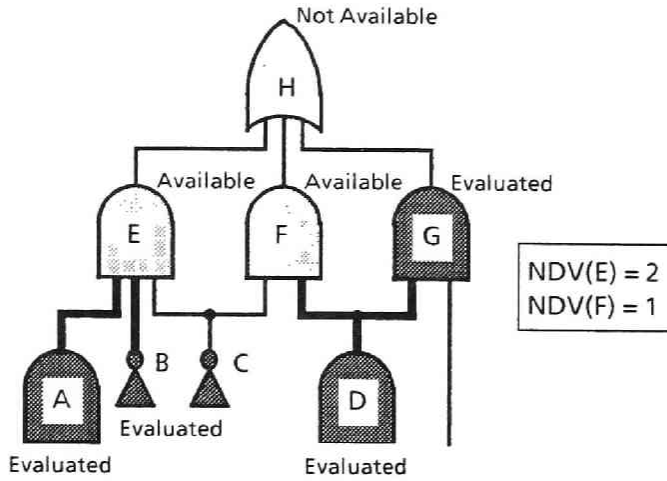 Not Available
H
Available
Available
Evaluated
E
F
G
NDV(E) = 2
NDV(F) = 1
B
C
A
D
Evaluated
Evaluated
Evaluated